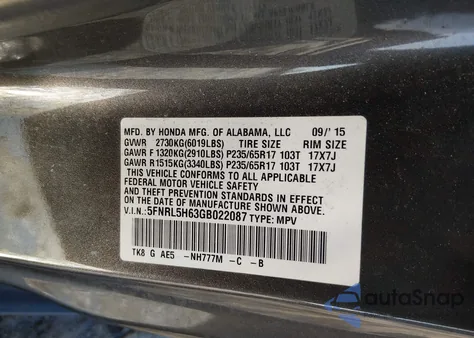 MFD. BY HONDA MFG. OF ALABAMA, LLC 09/'15
GVWR 2730KG(6019LBS) TIRE SIZE RIM SIZE
GAWR F 1320KG(2910LBS) P235/65R17 103T 17X7J
GAWR R1515KG(3340LBS) P235/65R17 103T 17X7J
THIS VEHICLE CONFORMS TO ALL APPLICABLE
FEDERAL MOTOR VEHICLE SAFETY
AND THEFT PREVENTION STANDARDS IN EFFECT ON
THE DATE OF MANUFACTURE SHOWN ABOVE.
V.I.N.:5FNRL5H63GB022087 TYPE: MPV
TK8 G AE5 -NH777M -C -B
autoSnap